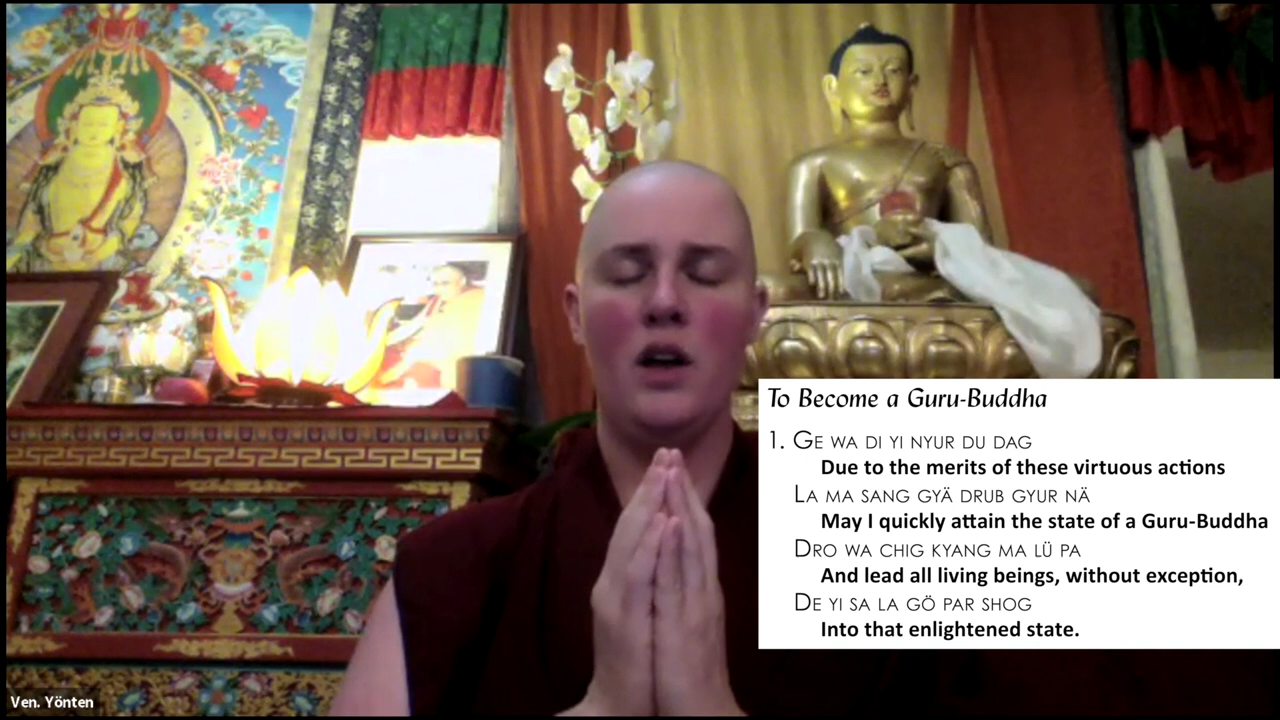 To Become a Guru-Buddha
1. GE WA DI YI NYUR DU DAG
Due to the merits of these virtuous actions
LA MA SANG GYÄ DRUB GYUR NÄ
May I quickly attain the state of a Guru-Buddha
DRO WA CHIG KYANG MA LÜ PA
And lead all living beings, without exception,
DE YI SA LA GÖ PAR SHOG
Into that enlightened state.
Ven. Yönten